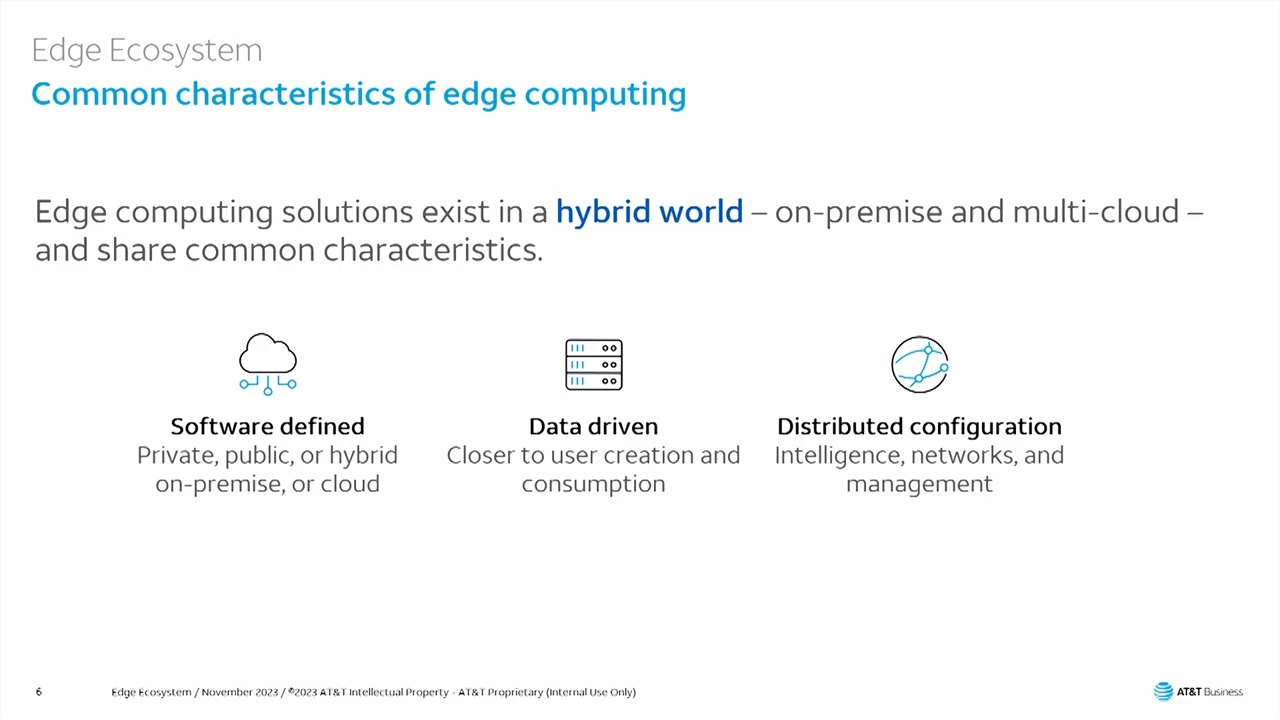 Edge Ecosystem
Common characteristics of edge computing
Edge computing solutions exist in a hybrid world – on-premise and multi-cloud –
and share common characteristics.
Software defined
Private, public, or hybrid
on-premise, or cloud
Data driven
Closer to user creation and
consumption
Distributed configuration
Intelligence, networks, and
management
6
Edge Ecosystem / November 2023 / ©2023 AT&T Intellectual Property - AT&T Proprietary (Internal Use Only)
AT&T Business